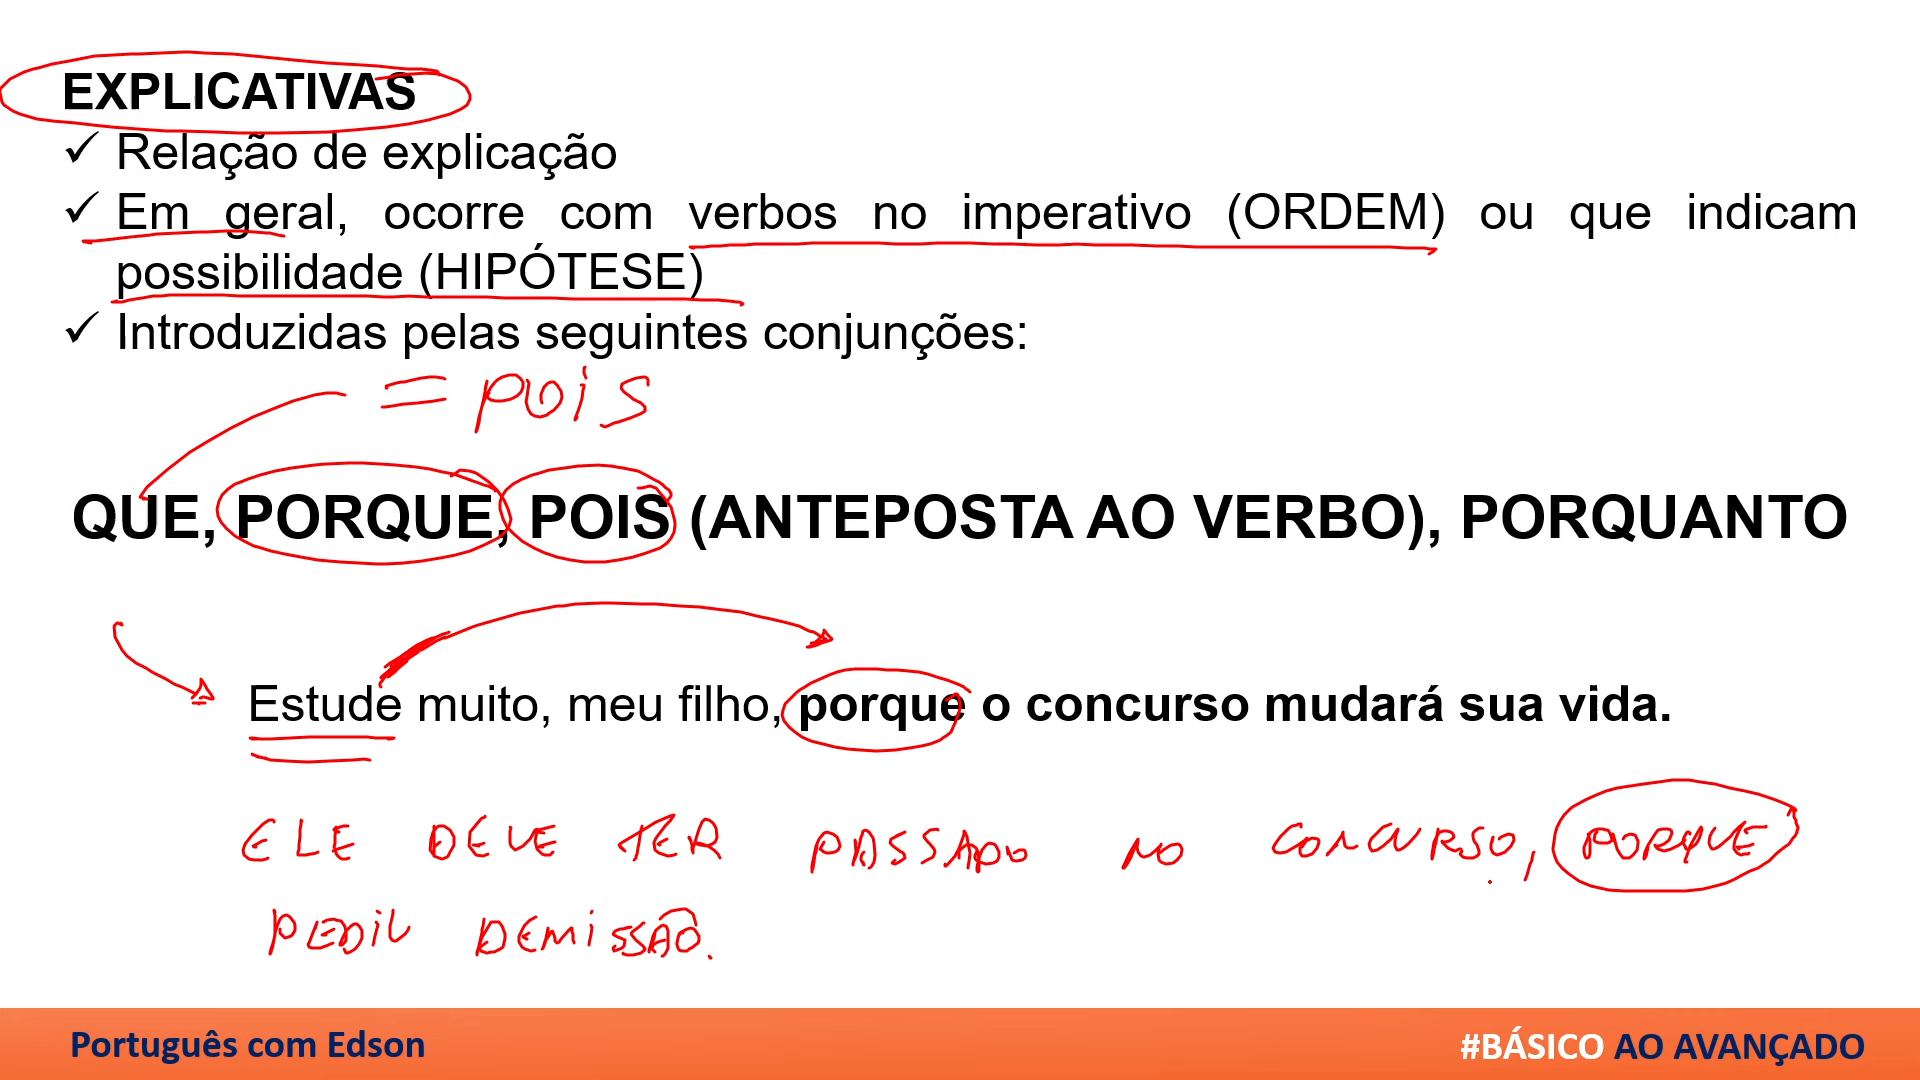 EXPLICATIVAS
✓ Relação de explicação
✓ Em geral, ocorre com verbos no imperativo (ORDEM) ou que indicam
possibilidade (HIPÓTESE)
✓ Introduzidas pelas seguintes conjunções:
= POIS
QUE, PORQUE, POIS (ANTEPOSTA AO VERBO), PORQUANTO
Estude muito, meu filho, porque o concurso mudará sua vida.
ELE DEVE TER PASSADO NO CONCURSO, PORQUE
PEDIU DEMISSÃO.
Português com Edson
#BÁSICO AO AVANÇADO